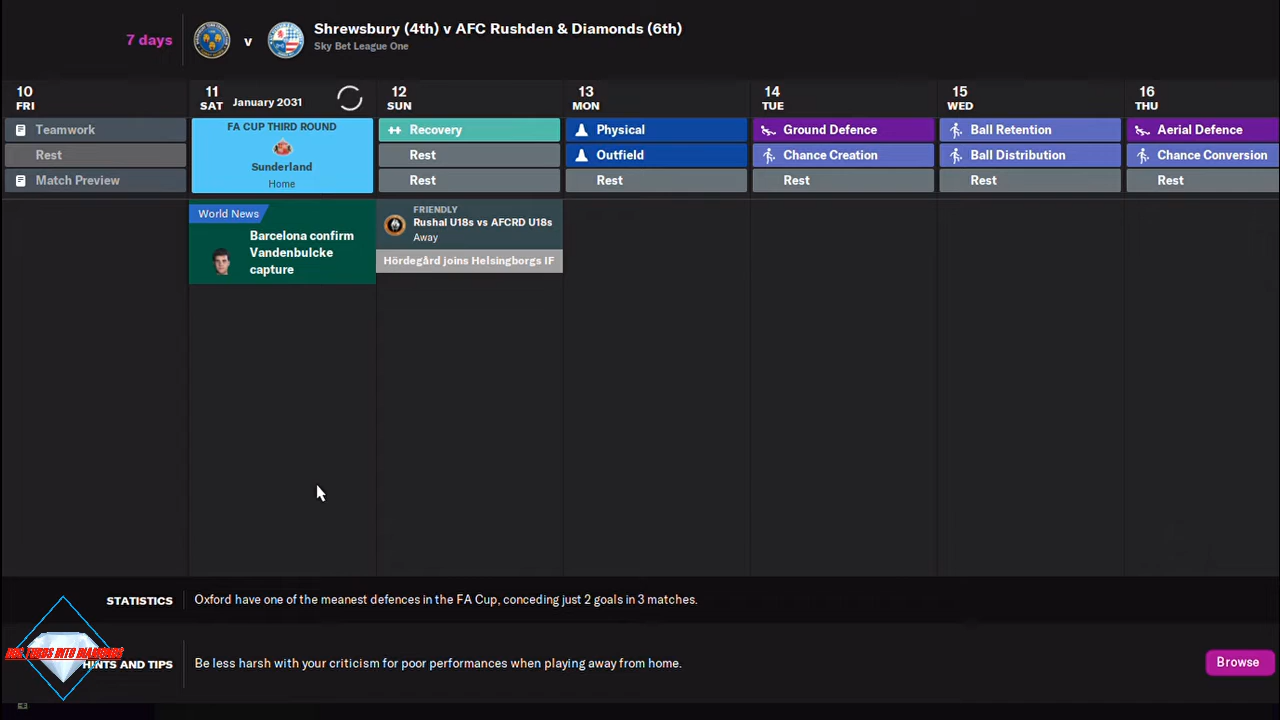 7 days
v
Shrewsbury (4th) v AFC Rushden & Diamonds (6th)
Sky Bet League One
10
FRI
11
SAT January 2031
12
SUN
13
MON
14
TUE
15
WED
16
THU
Teamwork
Rest
Match Preview
FA CUP THIRD ROUND
Sunderland
Home
Recovery
Rest
Rest
Physical
Outfield
Rest
Ground Defence
Chance Creation
Rest
Ball Retention
Ball Distribution
Rest
Aerial Defence
Chance Conversion
Rest
World News
Barcelona confirm
Vandenbulcke
capture
FRIENDLY
Rushal U18s vs AFCRD U18s
Away
Hördegård joins Helsingborgs IF
STATISTICS
Oxford have one of the meanest defences in the FA Cup, conceding just 2 goals in 3 matches.
HINTS AND TIPS
Be less harsh with your criticism for poor performances when playing away from home.
Browse